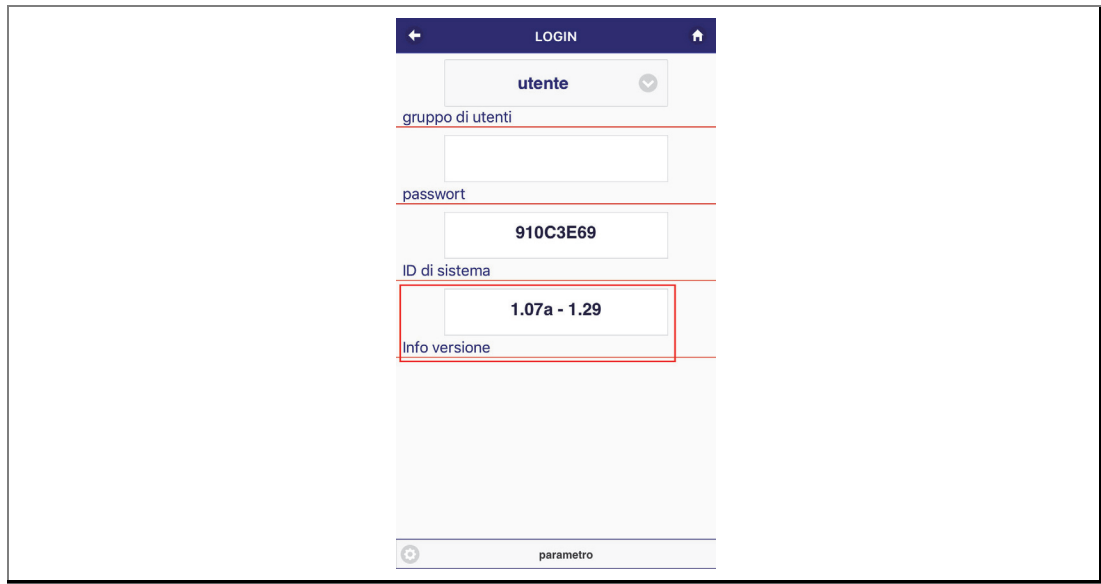 LOGIN
utente
gruppo di utenti
passwort
910C3E69
ID di sistema
1.07a - 1.29
Info versione
parametro